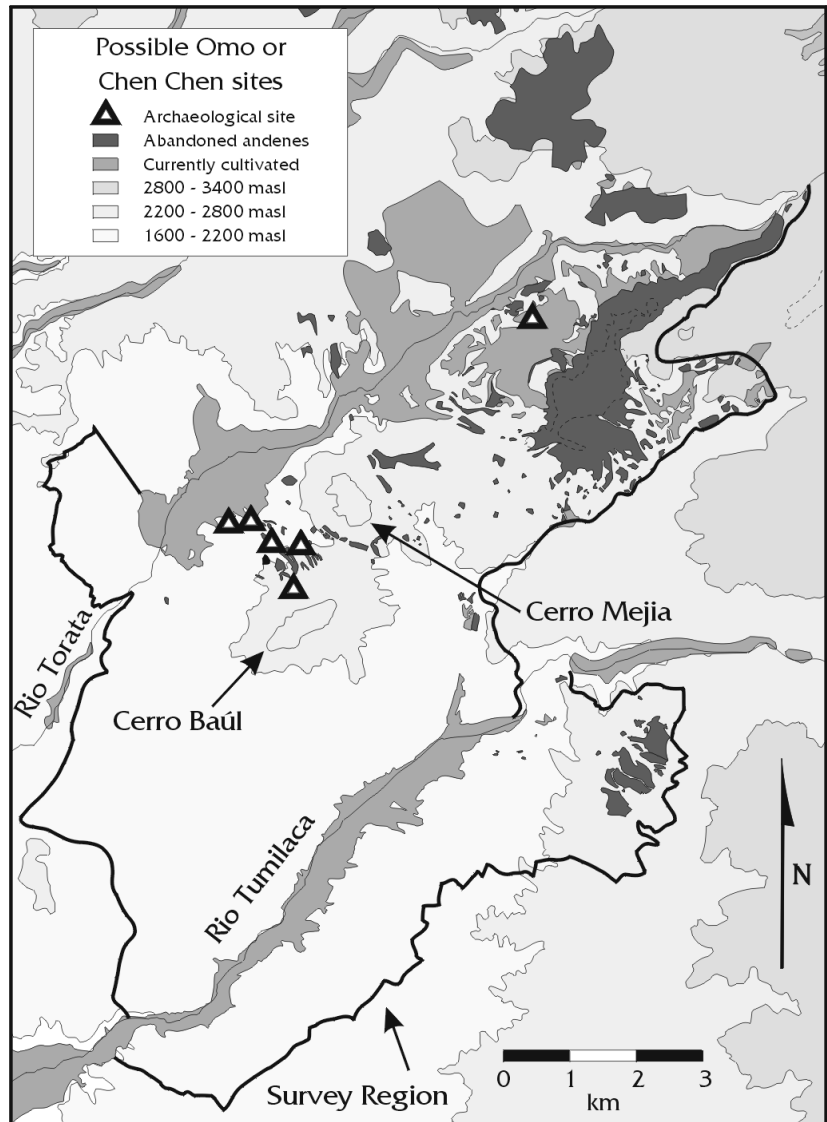 Possible Omo or
Chen Chen sites
Archaeological site
Abandoned andenes
Currently cultivated
2800 - 3400 masl
2200 - 2800 masl
1600 - 2200 masl
Cerro Mejia
Rio Torata
Cerro Baúl
Rio Tumilaca
N
Survey Region
0 1 2 3
km